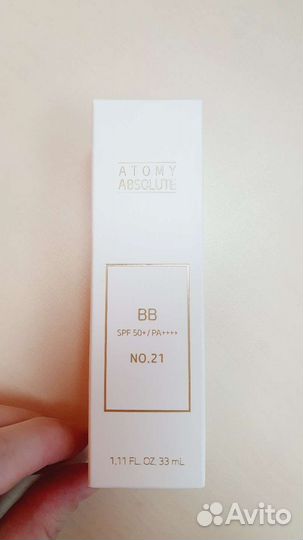 ATOMY
ABSOLUTE
BB
SPF 50+/PA++++
NO.21
1.11 FL. OZ. 33 mL
Avito